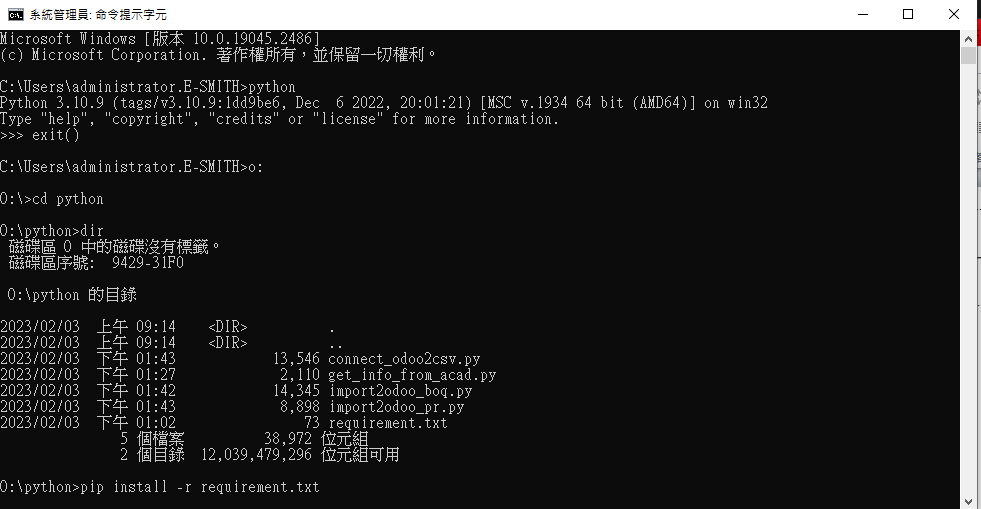 系統管理員: 命令提示字元
Microsoft Windows [版本 10.0.19045.2486]
(c) Microsoft Corporation. 著作權所有，並保留一切權利。
C:\Users\administrator.E-SMITH>python
Python 3.10.9 (tags/v3.10.9:1dd9be6, Dec  6 2022, 20:01:21) [MSC v.1934 64 bit (AMD64)] on win32
Type "help", "copyright", "credits" or "license" for more information.
>>> exit()
C:\Users\administrator.E-SMITH>o:
O:\>cd python
O:\python>dir
 磁碟區 O 中的磁碟沒有標籤。
 磁碟區序號:  9429-31F0
 O:\python 的目錄
2023/02/03  上午 09:14    <DIR>          .
2023/02/03  上午 09:14    <DIR>          ..
2023/02/03  下午 01:43            13,546 connect_odoo2csv.py
2023/02/03  下午 01:27             2,110 get_info_from_acad.py
2023/02/03  下午 01:42            14,345 import2odoo_boq.py
2023/02/03  下午 01:43             8,898 import2odoo_pr.py
2023/02/03  下午 01:02                73 requirement.txt
               5 個檔案          38,972 位元組
               2 個目錄  12,039,479,296 位元組可用
O:\python>pip install -r requirement.txt